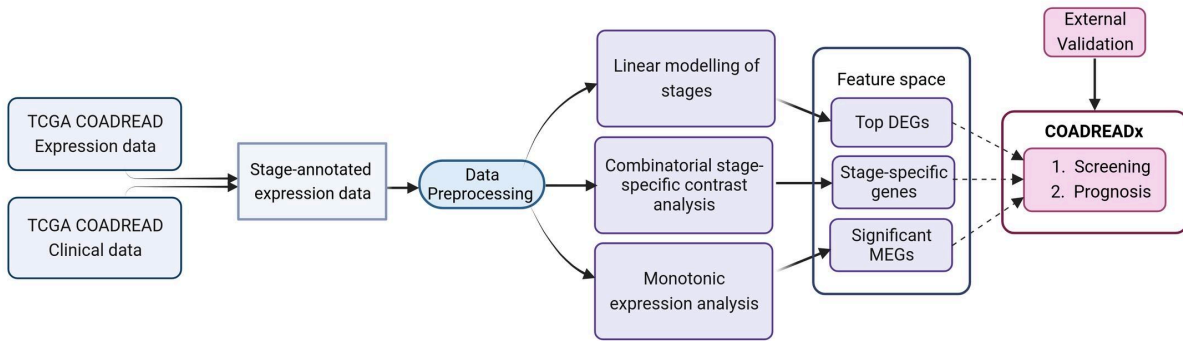 TCGA COADREAD
Expression data
TCGA COADREAD
Clinical data
Stage-annotated
expression data
Data
Preprocessing
Linear modelling of
stages
Combinatorial stage-
specific contrast
analysis
Monotonic
expression analysis
Feature space
Top DEGs
Stage-specific
genes
Significant
MEGs
External
Validation
COADREADx
1. Screening
2. Prognosis